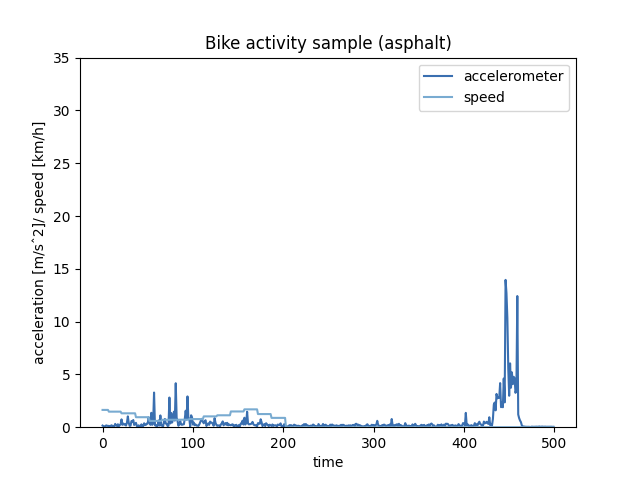 Bike activity sample (asphalt)
35
30
25
20
15
10
5
0
acceleration [m/sˆ2]/ speed [km/h]
accelerometer
speed
0 100 200 300 400 500
time